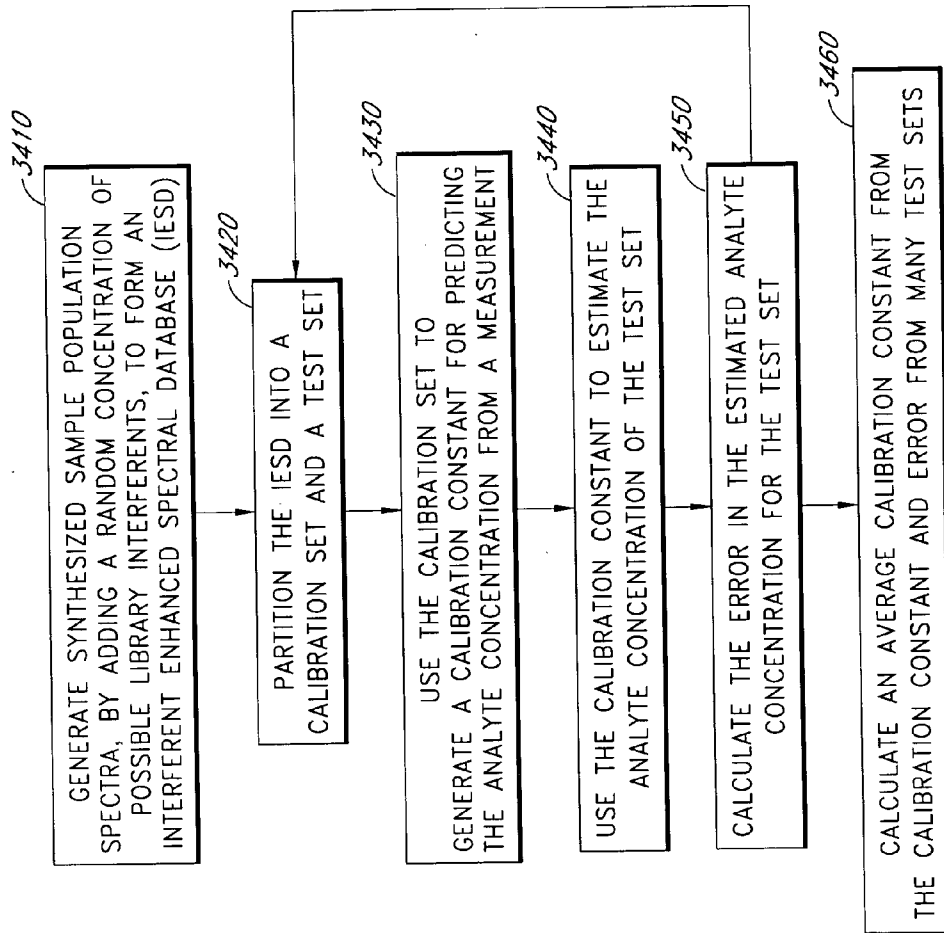 3410
GENERATE SYNTHESIZED SAMPLE POPULATION
SPECTRA, BY ADDING A RANDOM CONCENTRATION OF
POSSIBLE LIBRARY INTERFERENTS, TO FORM AN
INTERFERENT ENHANCED SPECTRAL DATABASE (IESD)
3420
PARTITION THE IESD INTO A
CALIBRATION SET AND A TEST SET
3430
USE THE CALIBRATION SET TO
GENERATE A CALIBRATION CONSTANT FOR PREDICTING
THE ANALYTE CONCENTRATION FROM A MEASUREMENT
3440
USE THE CALIBRATION CONSTANT TO ESTIMATE THE
ANALYTE CONCENTRATION OF THE TEST SET
3450
CALCULATE THE ERROR IN THE ESTIMATED ANALYTE
CONCENTRATION FOR THE TEST SET
3460
CALCULATE AN AVERAGE CALIBRATION CONSTANT FROM
THE CALIBRATION CONSTANT AND ERROR FROM MANY TEST SETS